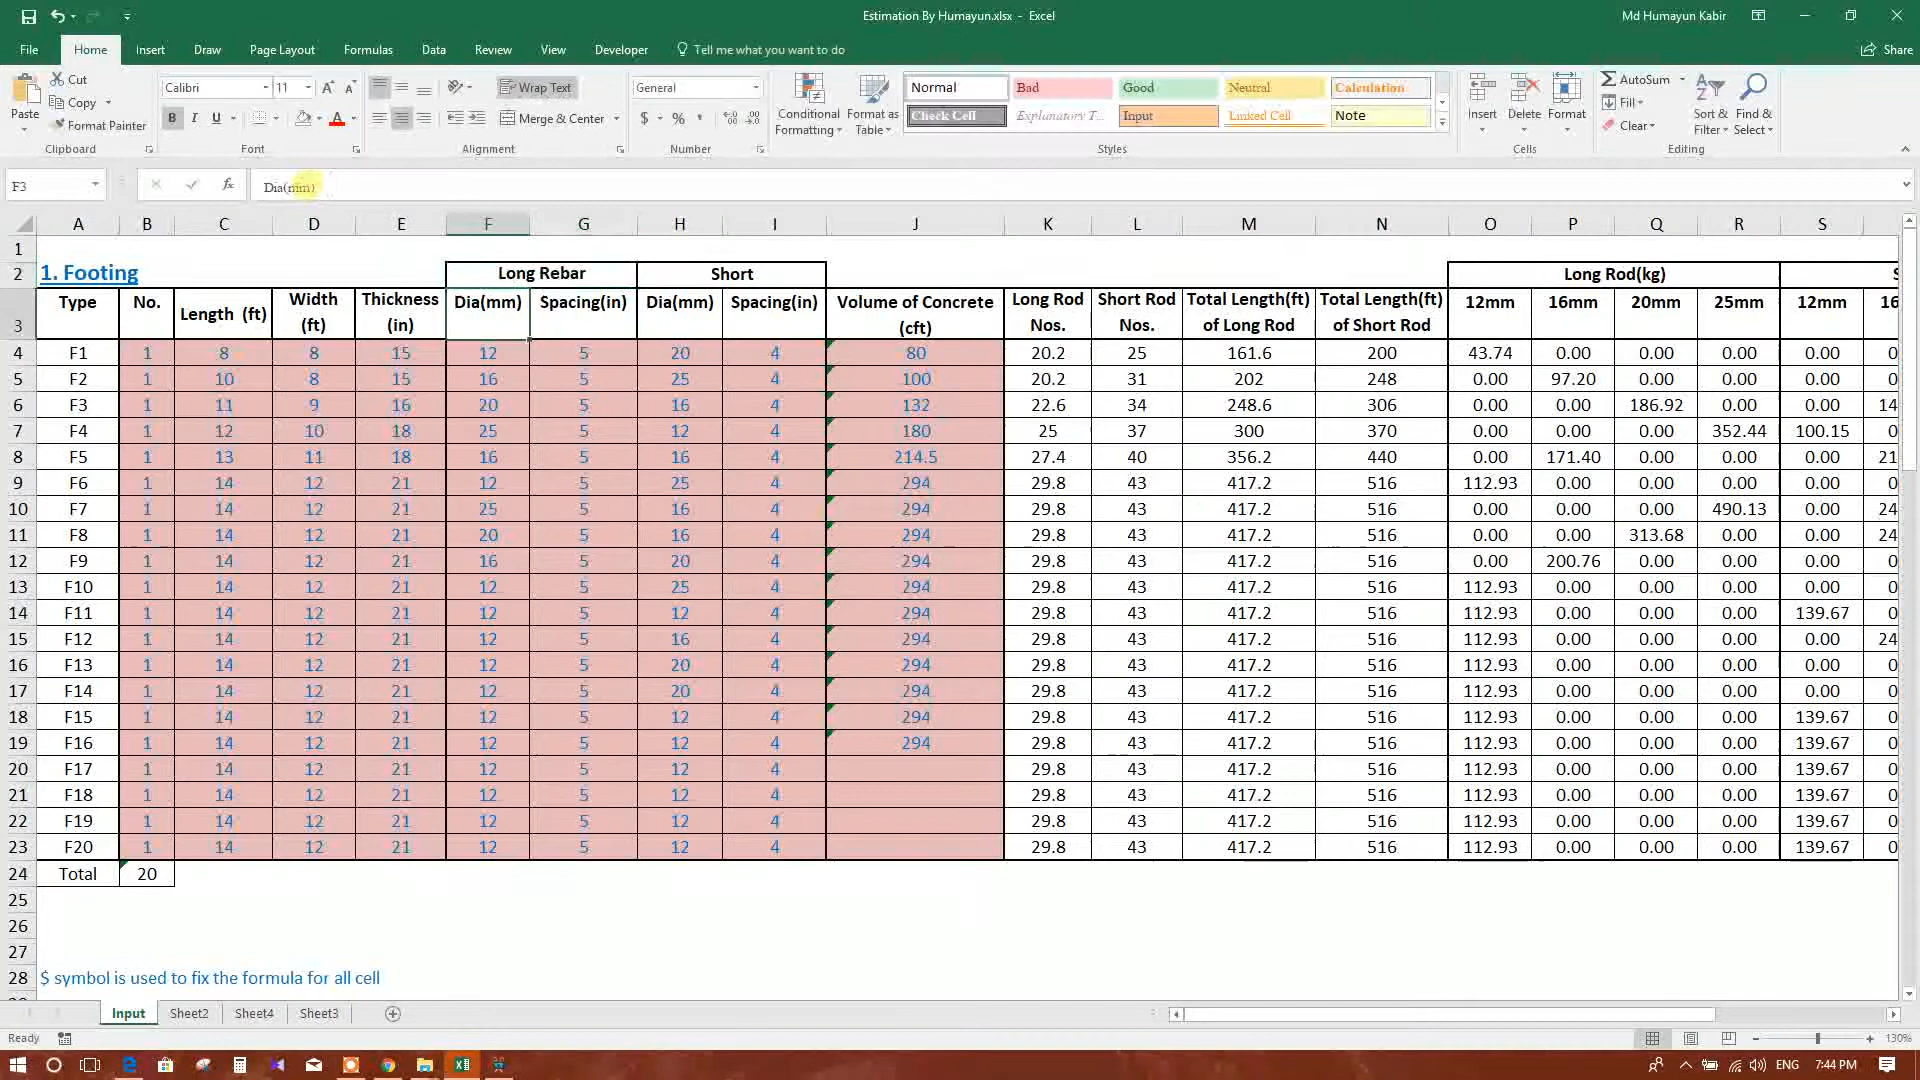 Estimation By Humayun.xlsx - Excel
Md Humayun Kabir
File Home Insert Draw Page Layout Formulas Data Review View Developer Tell me what you want to do Share
Paste Cut Copy Format Painter Clipboard
Calibri 11 A A B I U A Font
Wrap Text Merge & Center Alignment
General $ % , Number
Conditional Formatting Format as Table
Normal Bad Good Neutral Calculation
Check Cell Explanatory T... Input Linked Cell Note
Styles
Insert Delete Format Cells
AutoSum Fill Clear Sort & Filter Find & Select Editing
F3 fx Dia(mm)
A B C D E F G H I J K L M N O P Q R S
1
2 1. Footing Long Rebar Short Long Rod(kg) S
3 Type No. Length (ft) Width (ft) Thickness (in) Dia(mm) Spacing(in) Dia(mm) Spacing(in) Volume of Concrete (cft) Long Rod Nos. Short Rod Nos. Total Length(ft) of Long Rod Total Length(ft) of Short Rod 12mm 16mm 20mm 25mm 12mm 16
4 F1 1 8 8 15 12 5 20 4 80 20.2 25 161.6 200 43.74 0.00 0.00 0.00 0.00 0
5 F2 1 10 8 15 16 5 25 4 100 20.2 31 202 248 0.00 97.20 0.00 0.00 0.00 0
6 F3 1 11 9 16 20 5 16 4 132 22.6 34 248.6 306 0.00 0.00 186.92 0.00 0.00 14
7 F4 1 12 10 18 25 5 12 4 180 25 37 300 370 0.00 0.00 0.00 352.44 100.15 0
8 F5 1 13 11 18 16 5 16 4 214.5 27.4 40 356.2 440 0.00 171.40 0.00 0.00 0.00 21
9 F6 1 14 12 21 12 5 25 4 294 29.8 43 417.2 516 112.93 0.00 0.00 0.00 0.00 0
10 F7 1 14 12 21 25 5 16 4 294 29.8 43 417.2 516 0.00 0.00 0.00 490.13 0.00 24
11 F8 1 14 12 21 20 5 16 4 294 29.8 43 417.2 516 0.00 0.00 313.68 0.00 0.00 24
12 F9 1 14 12 21 16 5 20 4 294 29.8 43 417.2 516 0.00 200.76 0.00 0.00 0.00 0
13 F10 1 14 12 21 12 5 25 4 294 29.8 43 417.2 516 112.93 0.00 0.00 0.00 0.00 0
14 F11 1 14 12 21 12 5 12 4 294 29.8 43 417.2 516 112.93 0.00 0.00 0.00 139.67 0
15 F12 1 14 12 21 12 5 16 4 294 29.8 43 417.2 516 112.93 0.00 0.00 0.00 0.00 24
16 F13 1 14 12 21 12 5 20 4 294 29.8 43 417.2 516 112.93 0.00 0.00 0.00 0.00 0
17 F14 1 14 12 21 12 5 20 4 294 29.8 43 417.2 516 112.93 0.00 0.00 0.00 0.00 0
18 F15 1 14 12 21 12 5 12 4 294 29.8 43 417.2 516 112.93 0.00 0.00 0.00 139.67 0
19 F16 1 14 12 21 12 5 12 4 294 29.8 43 417.2 516 112.93 0.00 0.00 0.00 139.67 0
20 F17 1 14 12 21 12 5 12 4 29.8 43 417.2 516 112.93 0.00 0.00 0.00 139.67 0
21 F18 1 14 12 21 12 5 12 4 29.8 43 417.2 516 112.93 0.00 0.00 0.00 139.67 0
22 F19 1 14 12 21 12 5 12 4 29.8 43 417.2 516 112.93 0.00 0.00 0.00 139.67 0
23 F20 1 14 12 21 12 5 12 4 29.8 43 417.2 516 112.93 0.00 0.00 0.00 139.67 0
24 Total 20
25
26
27
28 $ symbol is used to fix the formula for all cell
Input Sheet2 Sheet4 Sheet3
Ready 130%
ENG 7:44 PM